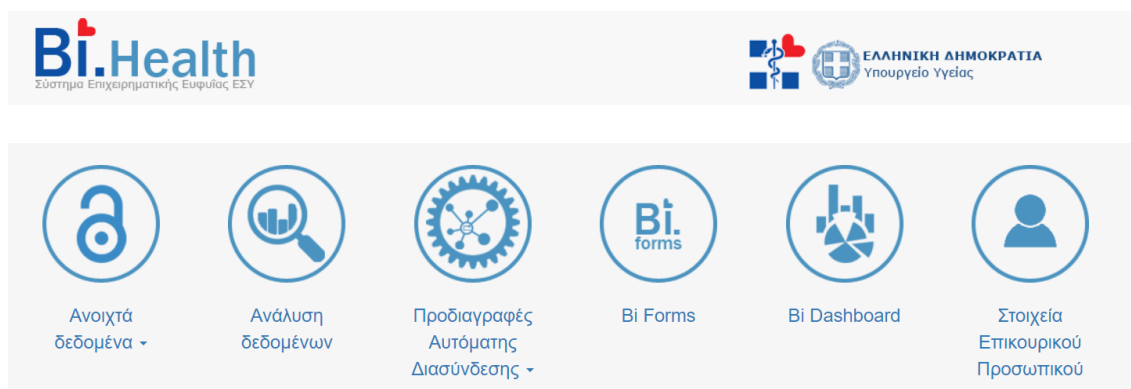 Bi.Health
Σύστημα Επιχειρηματικής Ευφυΐας ΕΣΥ
ΕΛΛΗΝΙΚΗ ΔΗΜΟΚΡΑΤΙΑ
Υπουργείο Υγείας
Ανοιχτά
δεδομένα
Ανάλυση
δεδομένων
Προδιαγραφές
Αυτόματης
Διασύνδεσης
Bi.
forms
Bi Forms
Bi Dashboard
Στοιχεία
Επικουρικού
Προσωπικού